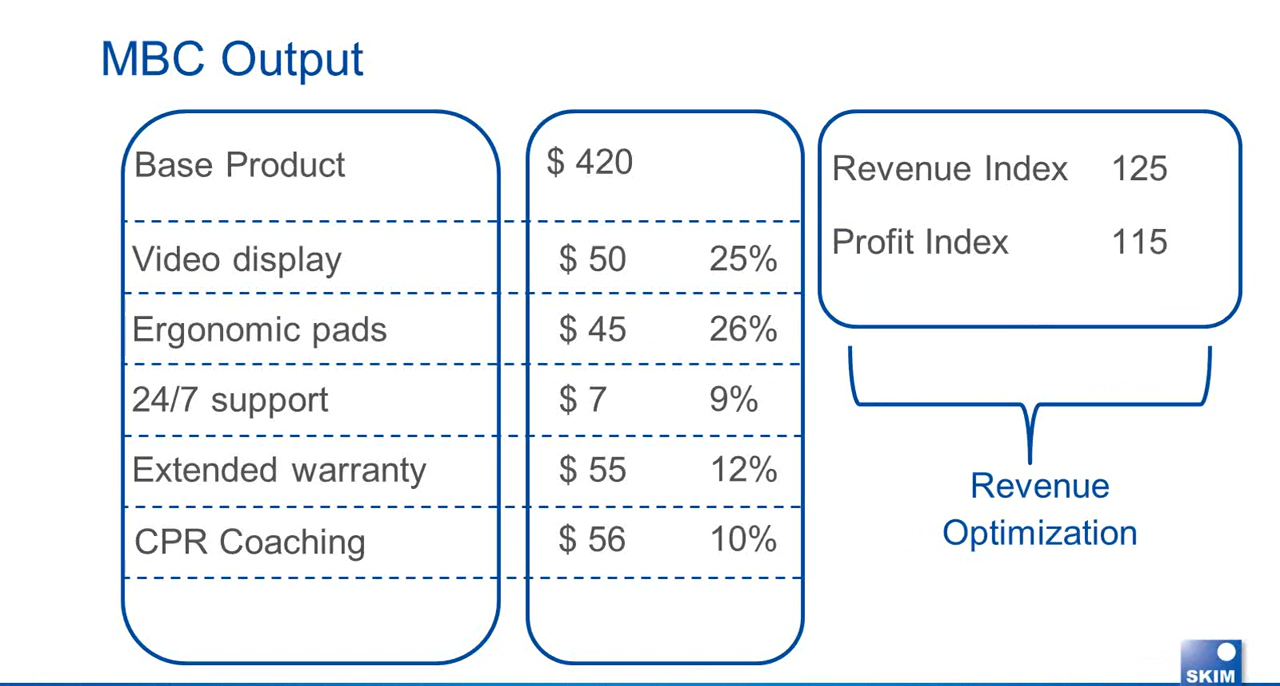 MBC Output
Base Product $ 420
Video display $ 50 25%
Ergonomic pads $ 45 26%
24/7 support $ 7 9%
Extended warranty $ 55 12%
CPR Coaching $ 56 10%
Revenue Index 125
Profit Index 115
Revenue
Optimization
SKIM